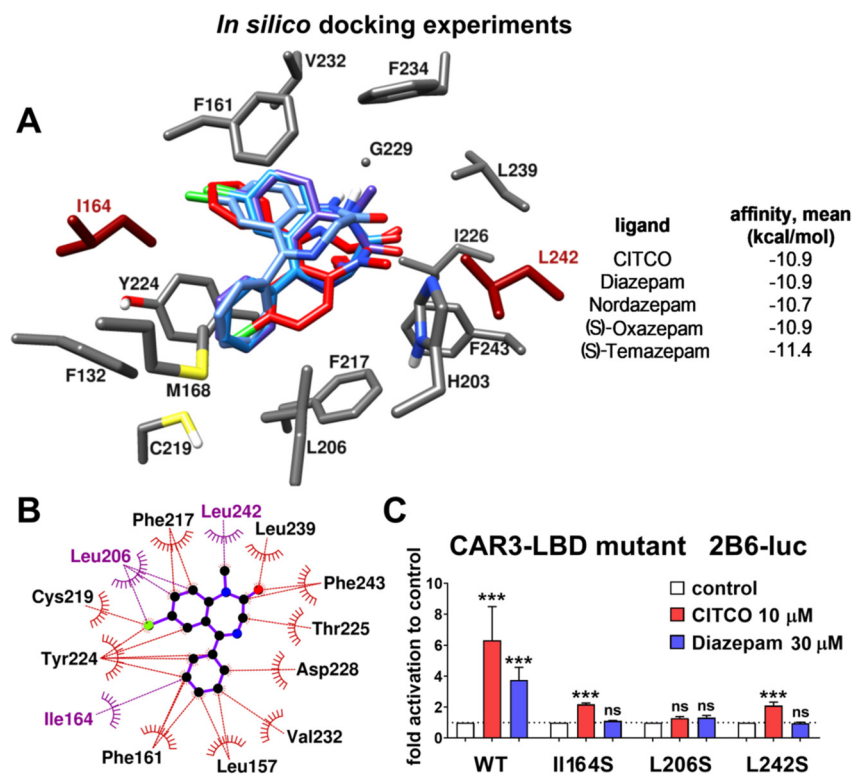 In silico docking experiments
A
V232
F234
F161
G229
L239
I164
I226
L242
Y224
F132
M168
F217
F243
H203
C219
L206
ligand affinity, mean (kcal/mol)
CITCO -10.9
Diazepam -10.9
Nordazepam -10.7
(S)-Oxazepam -10.9
(S)-Temazepam -11.4
B
Leu242
Phe217
Leu239
Leu206
Phe243
Cys219
Thr225
Tyr224
Asp228
Ile164
Val232
Phe161
Leu157
C
CAR3-LBD mutant 2B6-luc
fold activation to control
10
8
6
4
2
0
control
CITCO 10 µM
Diazepam 30 µM
*** *** *** ns ns ns *** ns
WT II164S L206S L242S